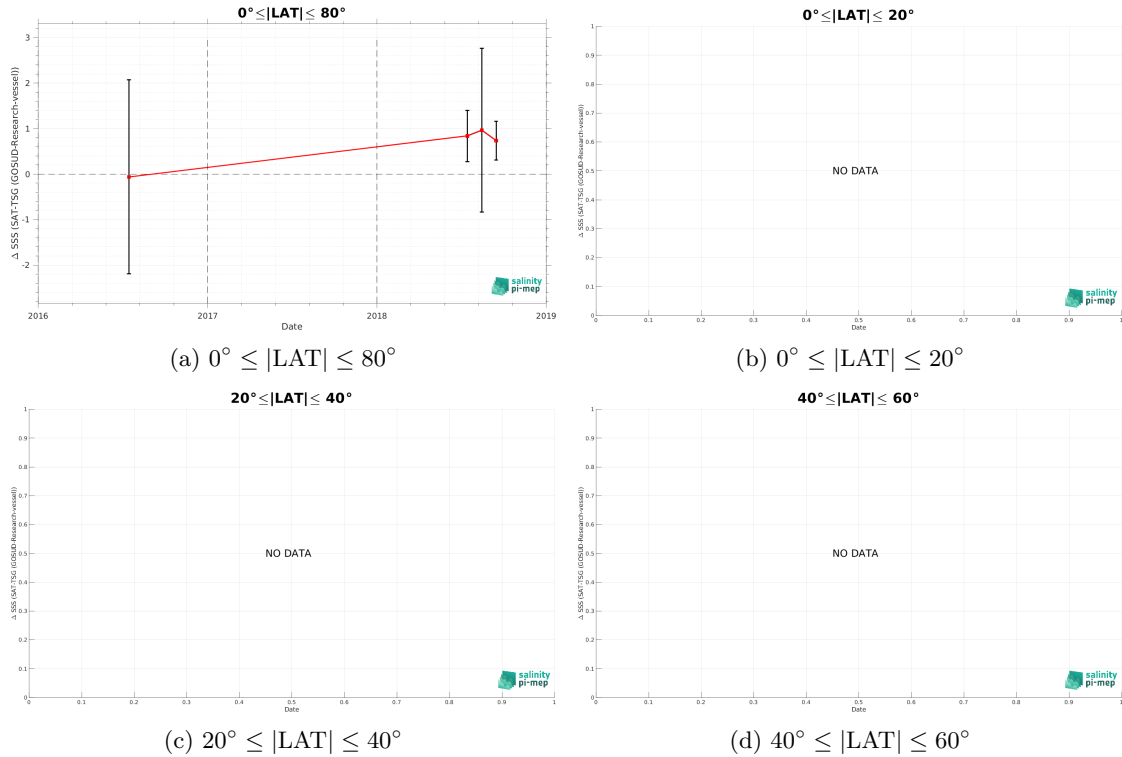 0°≤|LAT|≤ 80°
3
2
1
0
-1
-2
Δ SSS (SAT-TSG (GOSUD-Research-vessel))
2016
2017
2018
2019
Date
salinity
pi-mep
(a) 0° ≤ |LAT| ≤ 80°
0°≤|LAT|≤ 20°
1
0.9
0.8
0.7
0.6
0.5
0.4
0.3
0.2
0.1
0
Δ SSS (SAT-TSG (GOSUD-Research-vessel))
NO DATA
0 0.1 0.2 0.3 0.4 0.5 0.6 0.7 0.8 0.9 1
Date
salinity
pi-mep
(b) 0° ≤ |LAT| ≤ 20°
20°≤|LAT|≤ 40°
1
0.9
0.8
0.7
0.6
0.5
0.4
0.3
0.2
0.1
0
Δ SSS (SAT-TSG (GOSUD-Research-vessel))
NO DATA
0 0.1 0.2 0.3 0.4 0.5 0.6 0.7 0.8 0.9 1
Date
salinity
pi-mep
(c) 20° ≤ |LAT| ≤ 40°
40°≤|LAT|≤ 60°
1
0.9
0.8
0.7
0.6
0.5
0.4
0.3
0.2
0.1
0
Δ SSS (SAT-TSG (GOSUD-Research-vessel))
NO DATA
0 0.1 0.2 0.3 0.4 0.5 0.6 0.7 0.8 0.9 1
Date
salinity
pi-mep
(d) 40° ≤ |LAT| ≤ 60°